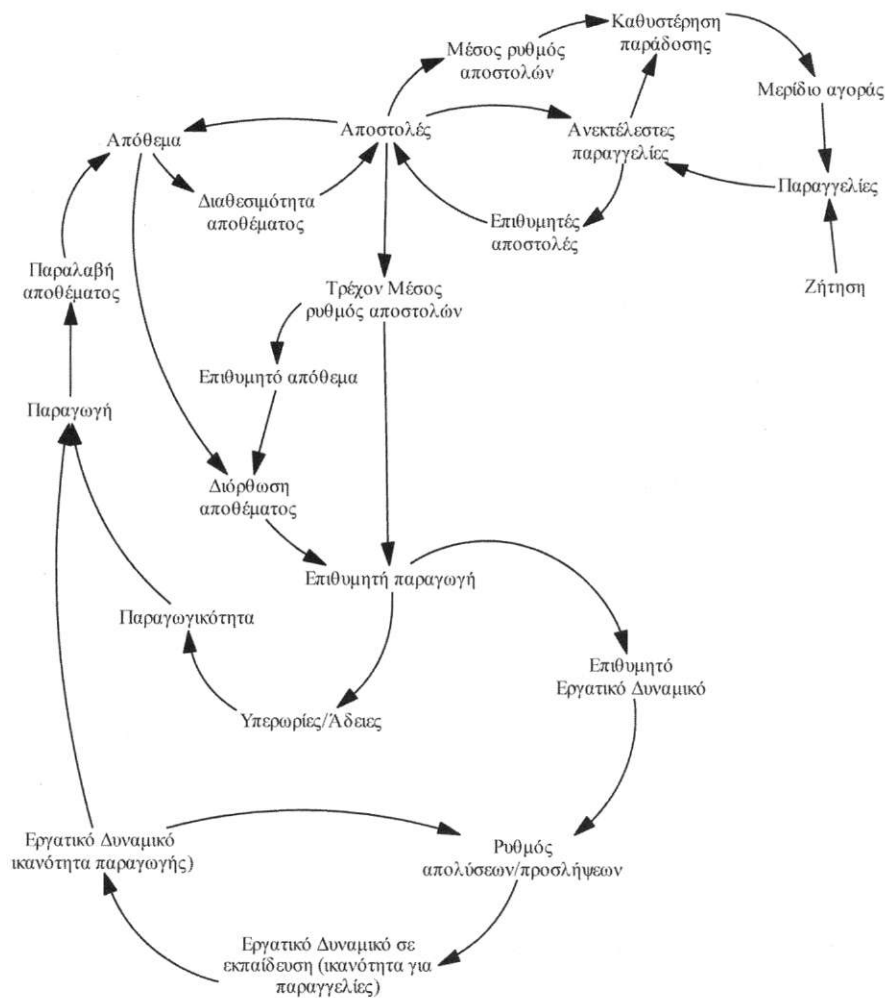 Καθυστέρηση
παράδοσης
Μέσος ρυθμός
αποστολών
Μερίδιο αγοράς
Απόθεμα
Αποστολές
Ανεκτέλεστες
παραγγελίες
Παραγγελίες
Διαθεσιμότητα
αποθέματος
Επιθυμητές
αποστολές
Παραλαβή
αποθέματος
Τρέχον Μέσος
ρυθμός αποστολών
Ζήτηση
Επιθυμητό απόθεμα
Παραγωγή
Διόρθωση
αποθέματος
Επιθυμητή παραγωγή
Παραγωγικότητα
Επιθυμητό
Εργατικό Δυναμικό
Υπερωρίες/Άδειες
Εργατικό Δυναμικό
ικανότητα παραγωγής)
Ρυθμός
απολύσεων/προσλήψεων
Εργατικό Δυναμικό σε
εκπαίδευση (ικανότητα για
παραγγελίες)